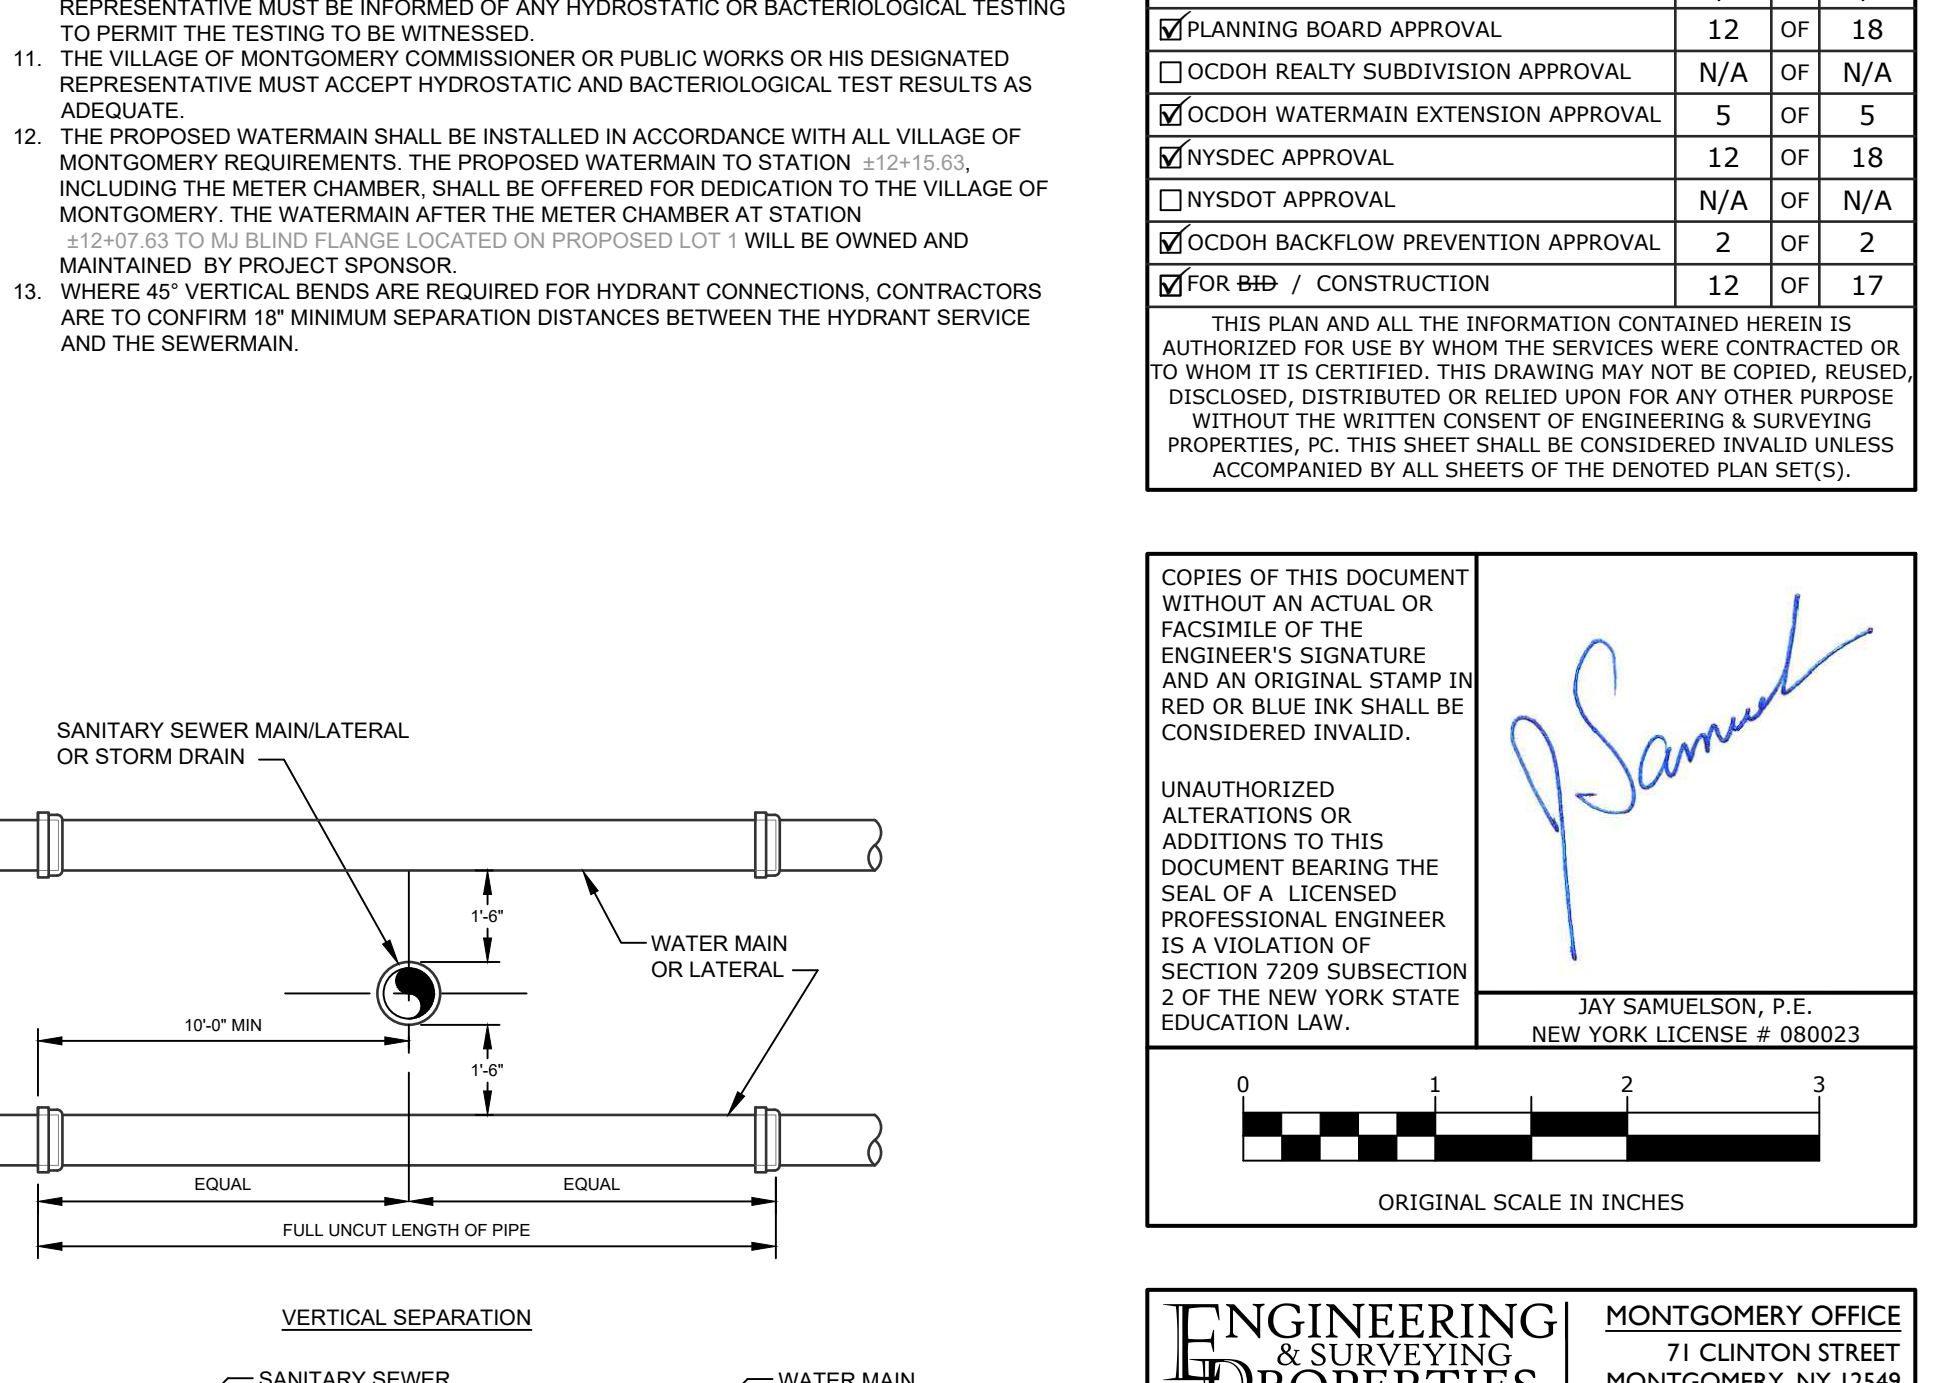 REPRESENTATIVE MUST BE INFORMED OF ANY HYDROSTATIC OR BACTERIOLOGICAL TESTING
TO PERMIT THE TESTING TO BE WITNESSED.
11. THE VILLAGE OF MONTGOMERY COMMISSIONER OR PUBLIC WORKS OR HIS DESIGNATED
REPRESENTATIVE MUST ACCEPT HYDROSTATIC AND BACTERIOLOGICAL TEST RESULTS AS
ADEQUATE.
12. THE PROPOSED WATERMAIN SHALL BE INSTALLED IN ACCORDANCE WITH ALL VILLAGE OF
MONTGOMERY REQUIREMENTS. THE PROPOSED WATERMAIN TO STATION ±12+15.63,
INCLUDING THE METER CHAMBER, SHALL BE OFFERED FOR DEDICATION TO THE VILLAGE OF
MONTGOMERY. THE WATERMAIN AFTER THE METER CHAMBER AT STATION
±12+07.63 TO MJ BLIND FLANGE LOCATED ON PROPOSED LOT 1 WILL BE OWNED AND
MAINTAINED BY PROJECT SPONSOR.
13. WHERE 45° VERTICAL BENDS ARE REQUIRED FOR HYDRANT CONNECTIONS, CONTRACTORS
ARE TO CONFIRM 18" MINIMUM SEPARATION DISTANCES BETWEEN THE HYDRANT SERVICE
AND THE SEWERMAIN.
SANITARY SEWER MAIN/LATERAL
OR STORM DRAIN
1'-6"
WATER MAIN
OR LATERAL
10'-0" MIN
1'-6"
EQUAL EQUAL
FULL UNCUT LENGTH OF PIPE
VERTICAL SEPARATION
SANITARY SEWER WATER MAIN
PLANNING BOARD APPROVAL 12 OF 18
OCDOH REALTY SUBDIVISION APPROVAL N/A OF N/A
OCDOH WATERMAIN EXTENSION APPROVAL 5 OF 5
NYSDEC APPROVAL 12 OF 18
NYSDOT APPROVAL N/A OF N/A
OCDOH BACKFLOW PREVENTION APPROVAL 2 OF 2
FOR BID / CONSTRUCTION 12 OF 17
THIS PLAN AND ALL THE INFORMATION CONTAINED HEREIN IS
AUTHORIZED FOR USE BY WHOM THE SERVICES WERE CONTRACTED OR
TO WHOM IT IS CERTIFIED. THIS DRAWING MAY NOT BE COPIED, REUSED,
DISCLOSED, DISTRIBUTED OR RELIED UPON FOR ANY OTHER PURPOSE
WITHOUT THE WRITTEN CONSENT OF ENGINEERING & SURVEYING
PROPERTIES, PC. THIS SHEET SHALL BE CONSIDERED INVALID UNLESS
ACCOMPANIED BY ALL SHEETS OF THE DENOTED PLAN SET(S).
COPIES OF THIS DOCUMENT
WITHOUT AN ACTUAL OR
FACSIMILE OF THE
ENGINEER'S SIGNATURE
AND AN ORIGINAL STAMP IN
RED OR BLUE INK SHALL BE
CONSIDERED INVALID.
UNAUTHORIZED
ALTERATIONS OR
ADDITIONS TO THIS
DOCUMENT BEARING THE
SEAL OF A LICENSED
PROFESSIONAL ENGINEER
IS A VIOLATION OF
SECTION 7209 SUBSECTION
2 OF THE NEW YORK STATE
EDUCATION LAW.
JAY SAMUELSON, P.E.
NEW YORK LICENSE # 080023
0 1 2 3
ORIGINAL SCALE IN INCHES
ENGINEERING
& SURVEYING
PROPERTIES
MONTGOMERY OFFICE
71 CLINTON STREET
MONTGOMERY, NY 12549